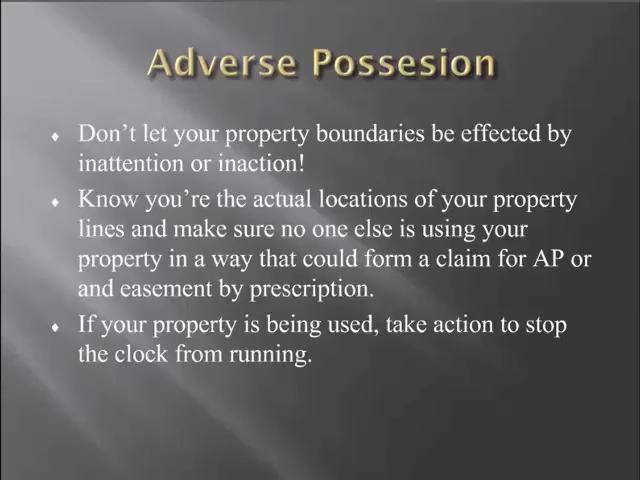 Adverse Possesion
Don't let your property boundaries be effected by
inattention or inaction!
Know you're the actual locations of your property
lines and make sure no one else is using your
property in a way that could form a claim for AP or
and easement by prescription.
If your property is being used, take action to stop
the clock from running.